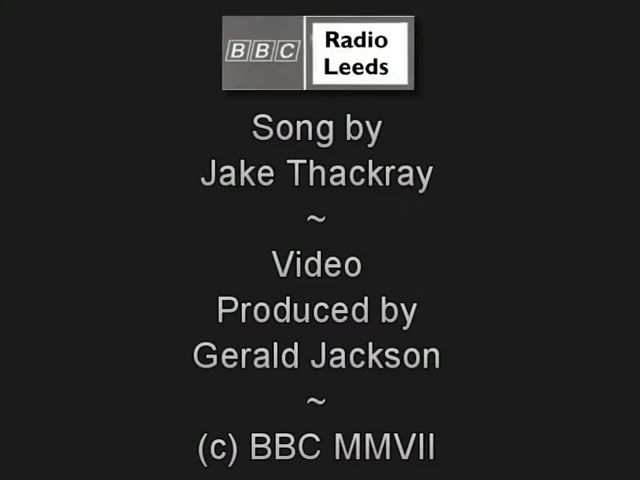 BBC Radio
Leeds
Song by
Jake Thackray
~
Video
Produced by
Gerald Jackson
~
(c) BBC MMVII